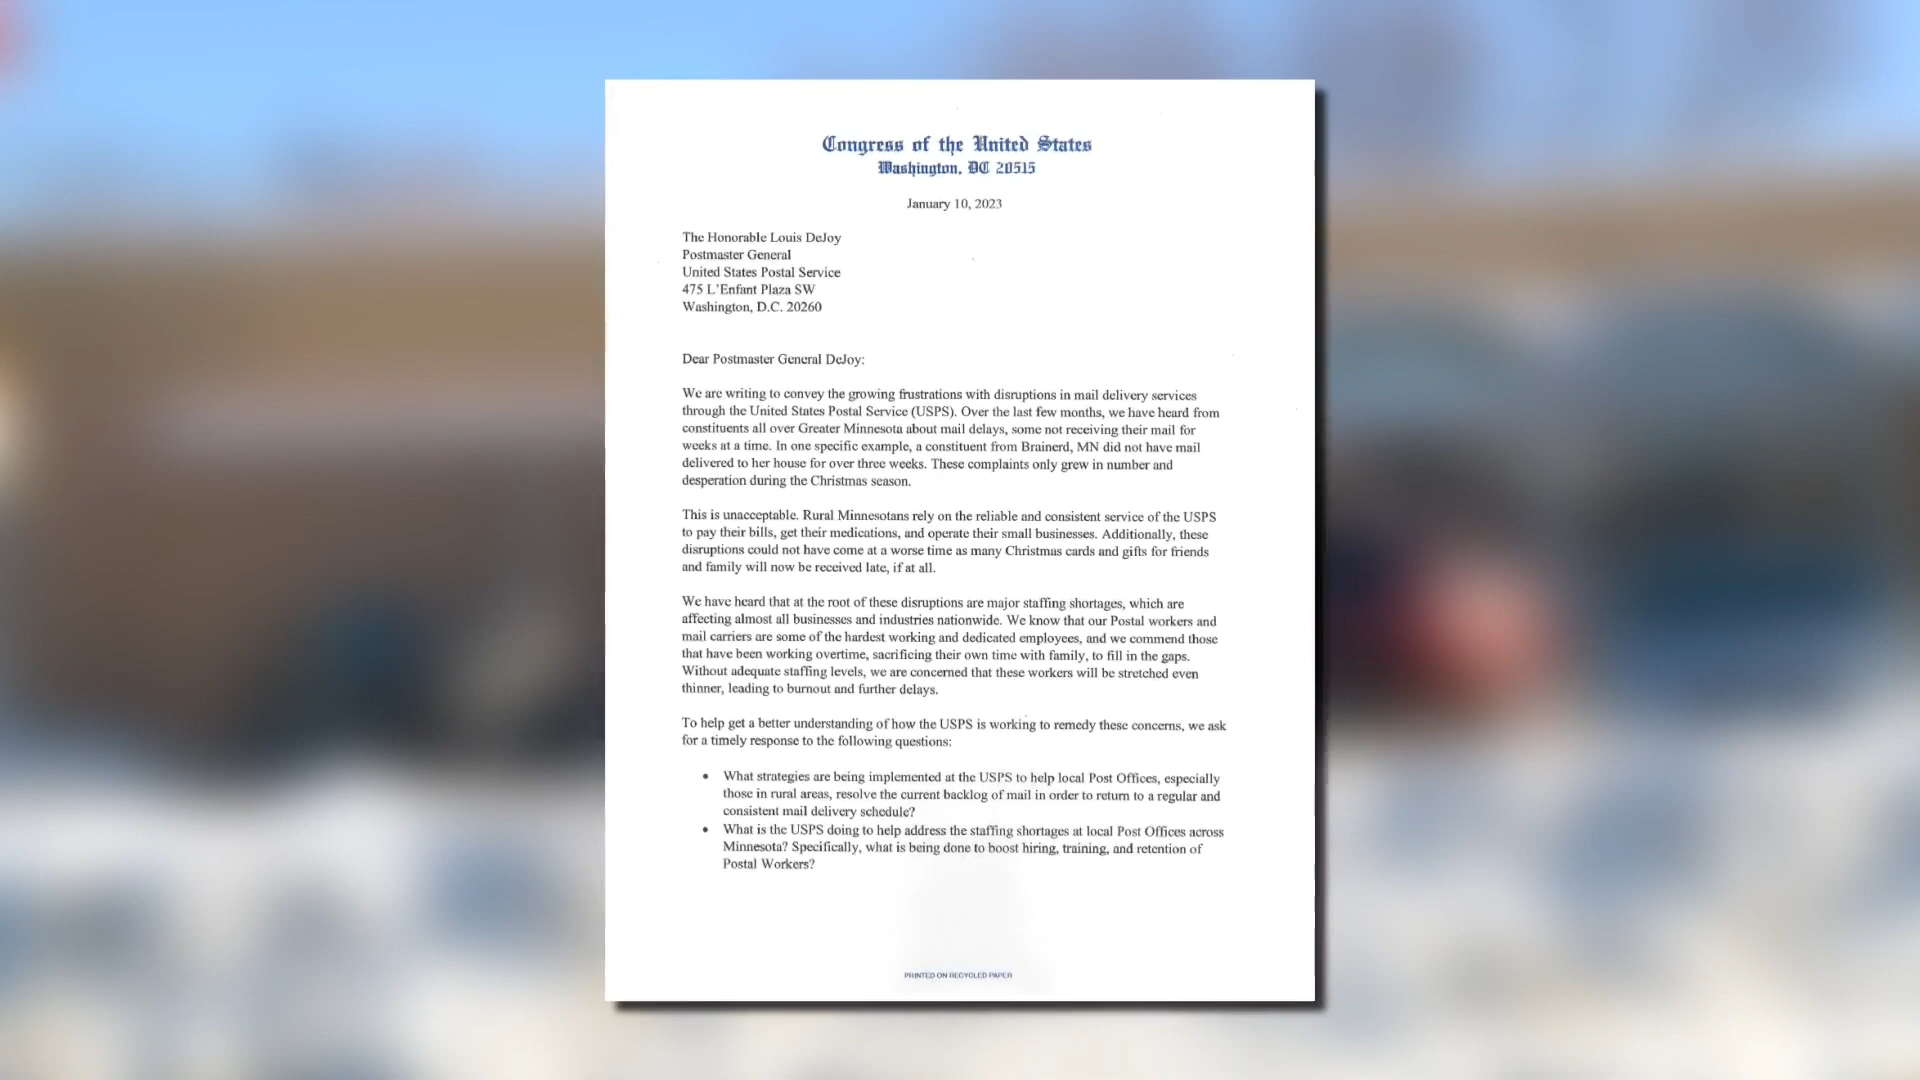 Congress of the United States
Washington, DC 20515
January 10, 2023
The Honorable Louis DeJoy
Postmaster General
United States Postal Service
475 L'Enfant Plaza SW
Washington, D.C. 20260
Dear Postmaster General DeJoy:
We are writing to convey the growing frustrations with disruptions in mail delivery services
through the United States Postal Service (USPS). Over the last few months, we have heard from
constituents all over Greater Minnesota about mail delays, some not receiving their mail for
weeks at a time. In one specific example, a constituent from Brainerd, MN did not have mail
delivered to her house for over three weeks. These complaints only grew in number and
desperation during the Christmas season.
This is unacceptable. Rural Minnesotans rely on the reliable and consistent service of the USPS
to pay their bills, get their medications, and operate their small businesses. Additionally, these
disruptions could not have come at a worse time as many Christmas cards and gifts for friends
and family will now be received late, if at all.
We have heard that at the root of these disruptions are major staffing shortages, which are
affecting almost all businesses and industries nationwide. We know that our Postal workers and
mail carriers are some of the hardest working and dedicated employees, and we commend those
that have been working overtime, sacrificing their own time with family, to fill in the gaps.
Without adequate staffing levels, we are concerned that these workers will be stretched even
thinner, leading to burnout and further delays.
To help get a better understanding of how the USPS is working to remedy these concerns, we ask
for a timely response to the following questions:
• What strategies are being implemented at the USPS to help local Post Offices, especially
those in rural areas, resolve the current backlog of mail in order to return to a regular and
consistent mail delivery schedule?
• What is the USPS doing to help address the staffing shortages at local Post Offices across
Minnesota? Specifically, what is being done to boost hiring, training, and retention of
Postal Workers?
PRINTED ON RECYCLED PAPER